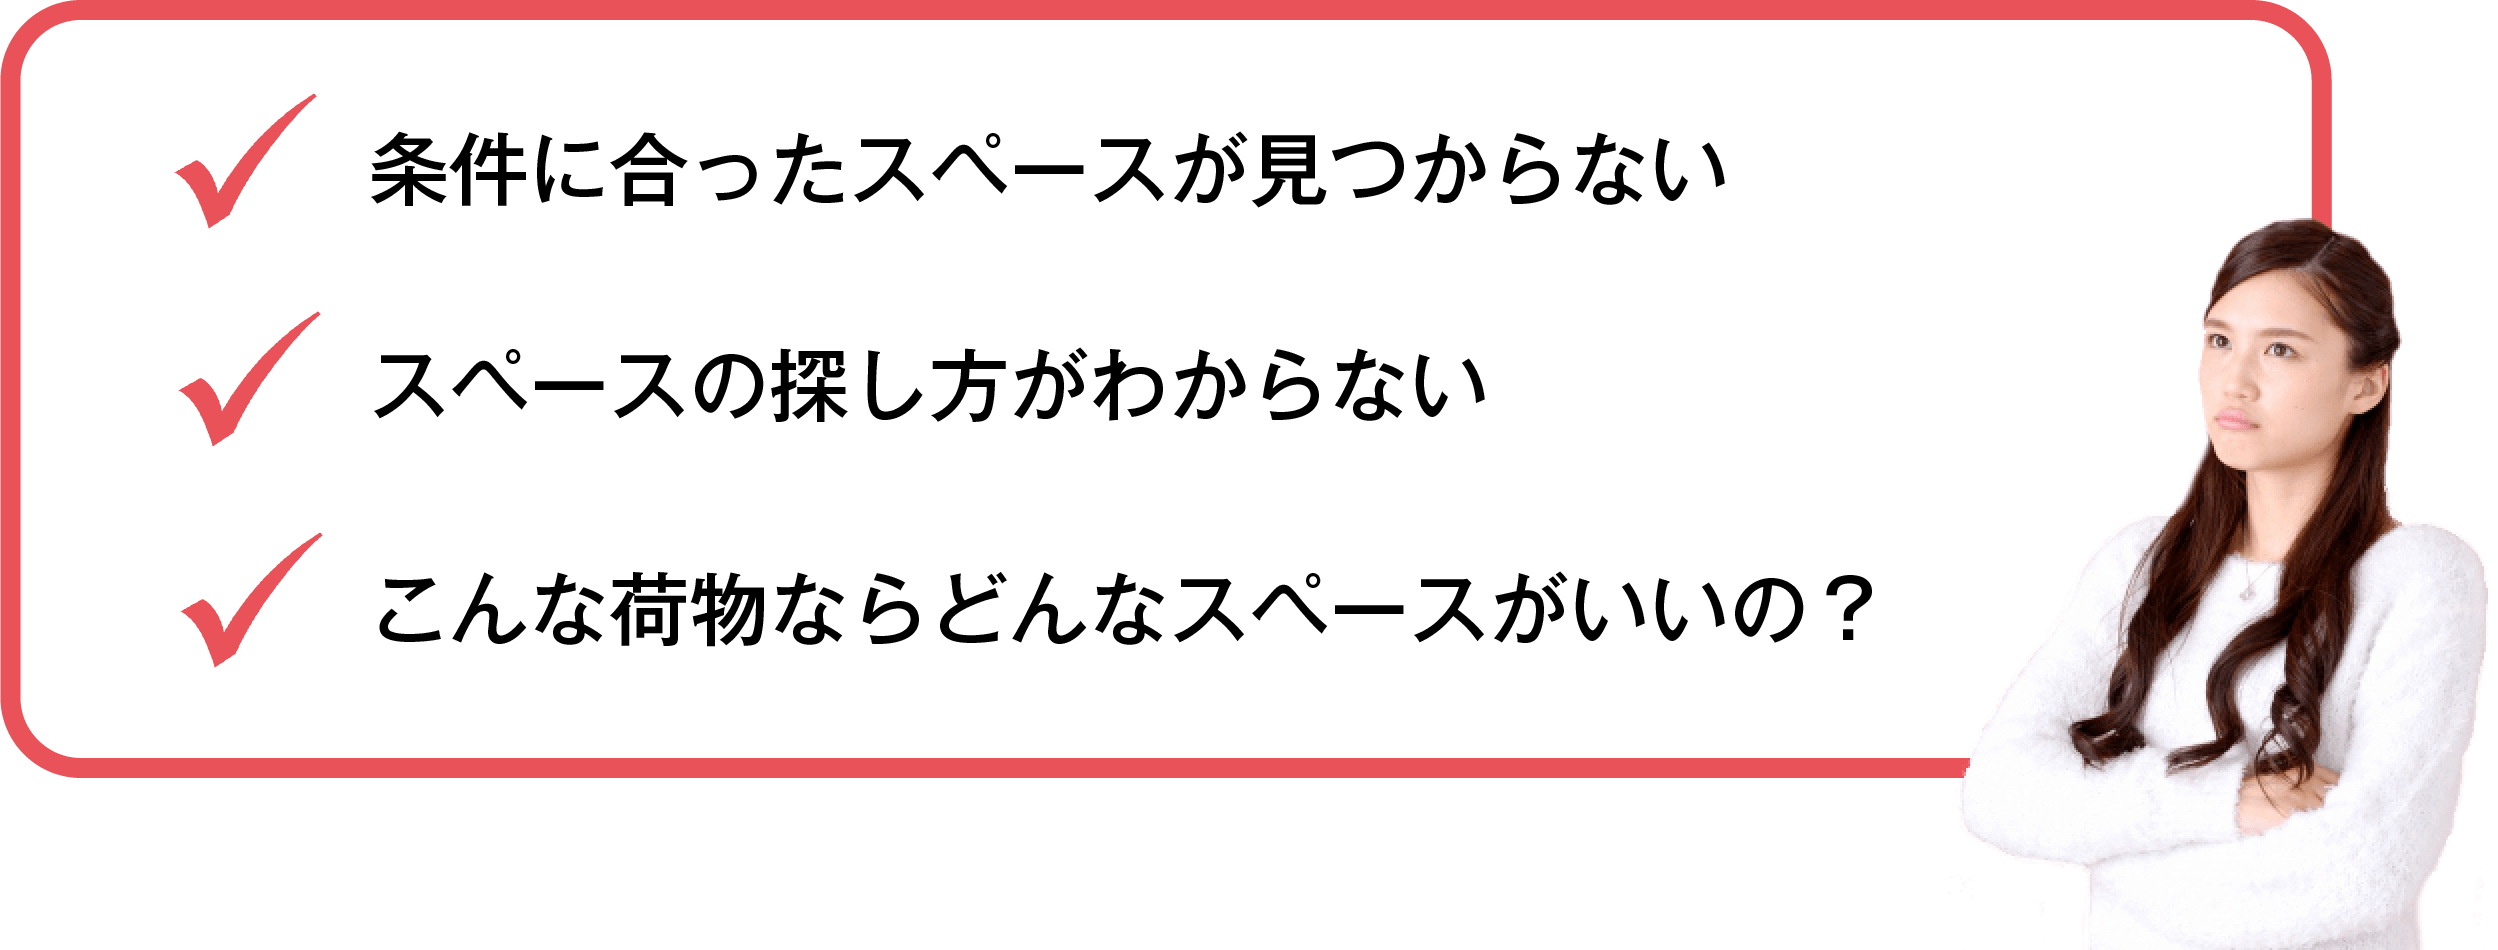 条件に合ったスペースが見つからない
スペースの探し方がわからない
こんな荷物ならどんなスペースがいいの？